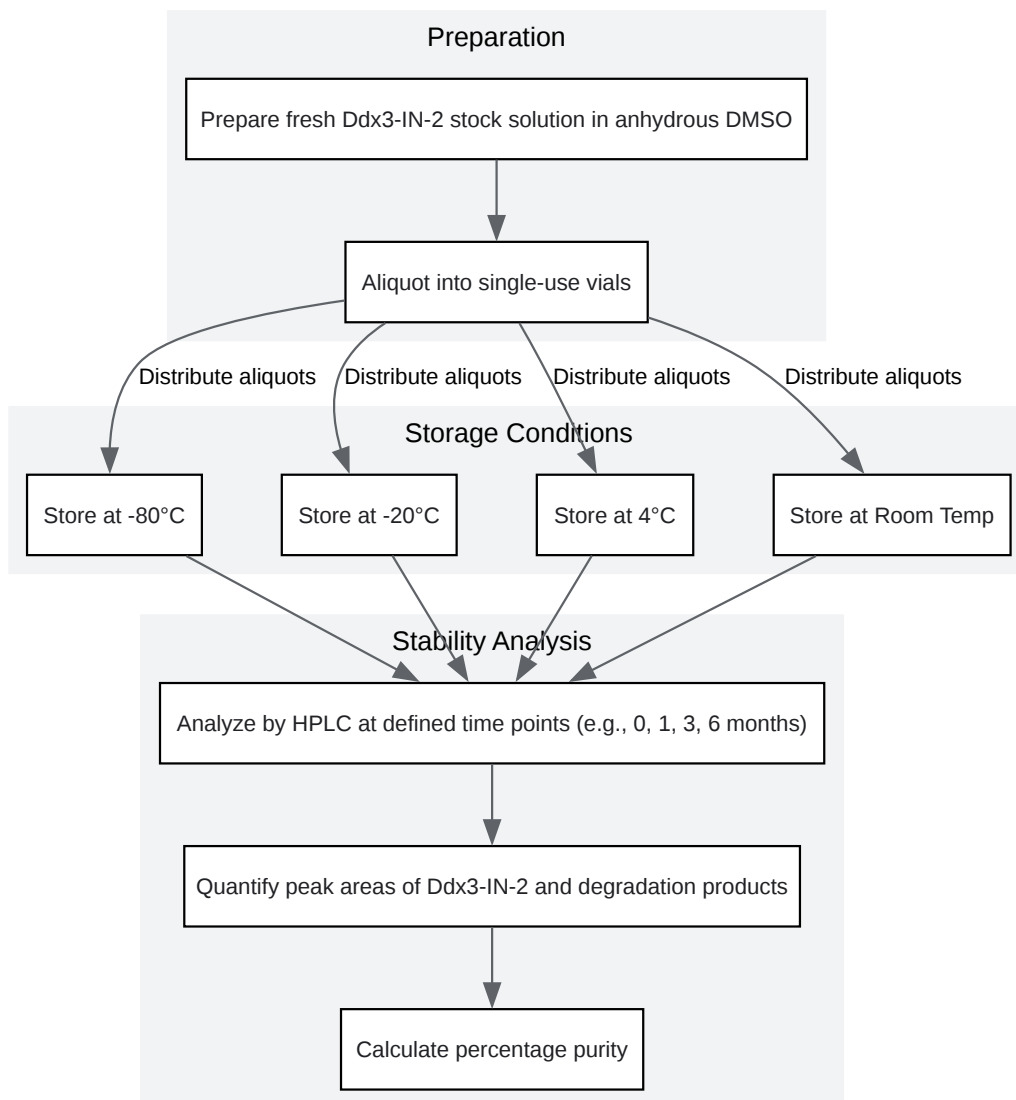 Preparation
Prepare fresh Ddx3-IN-2 stock solution in anhydrous DMSO
Aliquot into single-use vials
Distribute aliquots
Distribute aliquots
Distribute aliquots
Distribute aliquots
Storage Conditions
Store at -80°C
Store at -20°C
Store at 4°C
Store at Room Temp
Stability Analysis
Analyze by HPLC at defined time points (e.g., 0, 1, 3, 6 months)
Quantify peak areas of Ddx3-IN-2 and degradation products
Calculate percentage purity